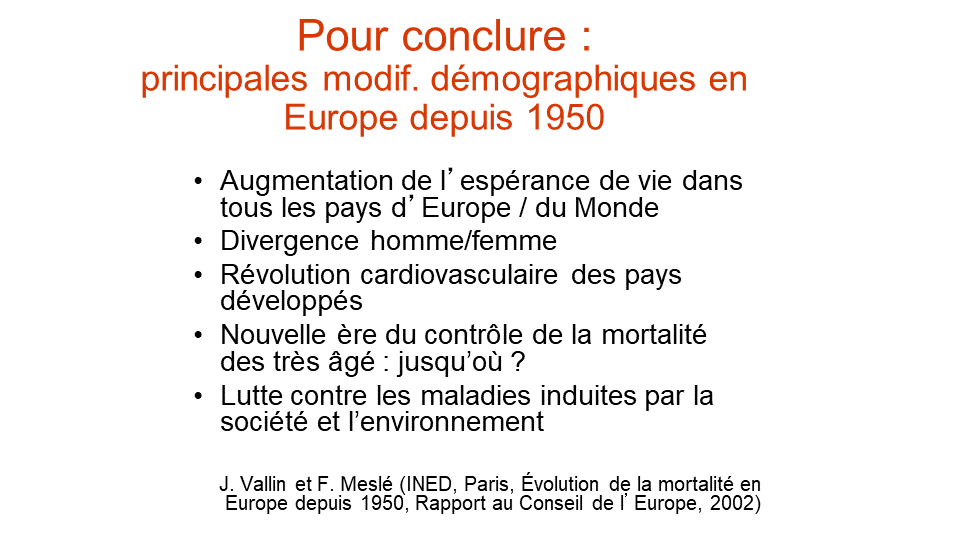 Pour conclure :
principales modif. démographiques en
Europe depuis 1950
• Augmentation de l’ espérance de vie dans
tous les pays d’ Europe / du Monde
• Divergence homme/femme
• Révolution cardiovasculaire des pays
développés
• Nouvelle ère du contrôle de la mortalité
des très âgé : jusqu’où ?
• Lutte contre les maladies induites par la
société et l’environnement
J. Vallin et F. Meslé (INED, Paris, Évolution de la mortalité en
Europe depuis 1950, Rapport au Conseil de l’ Europe, 2002)